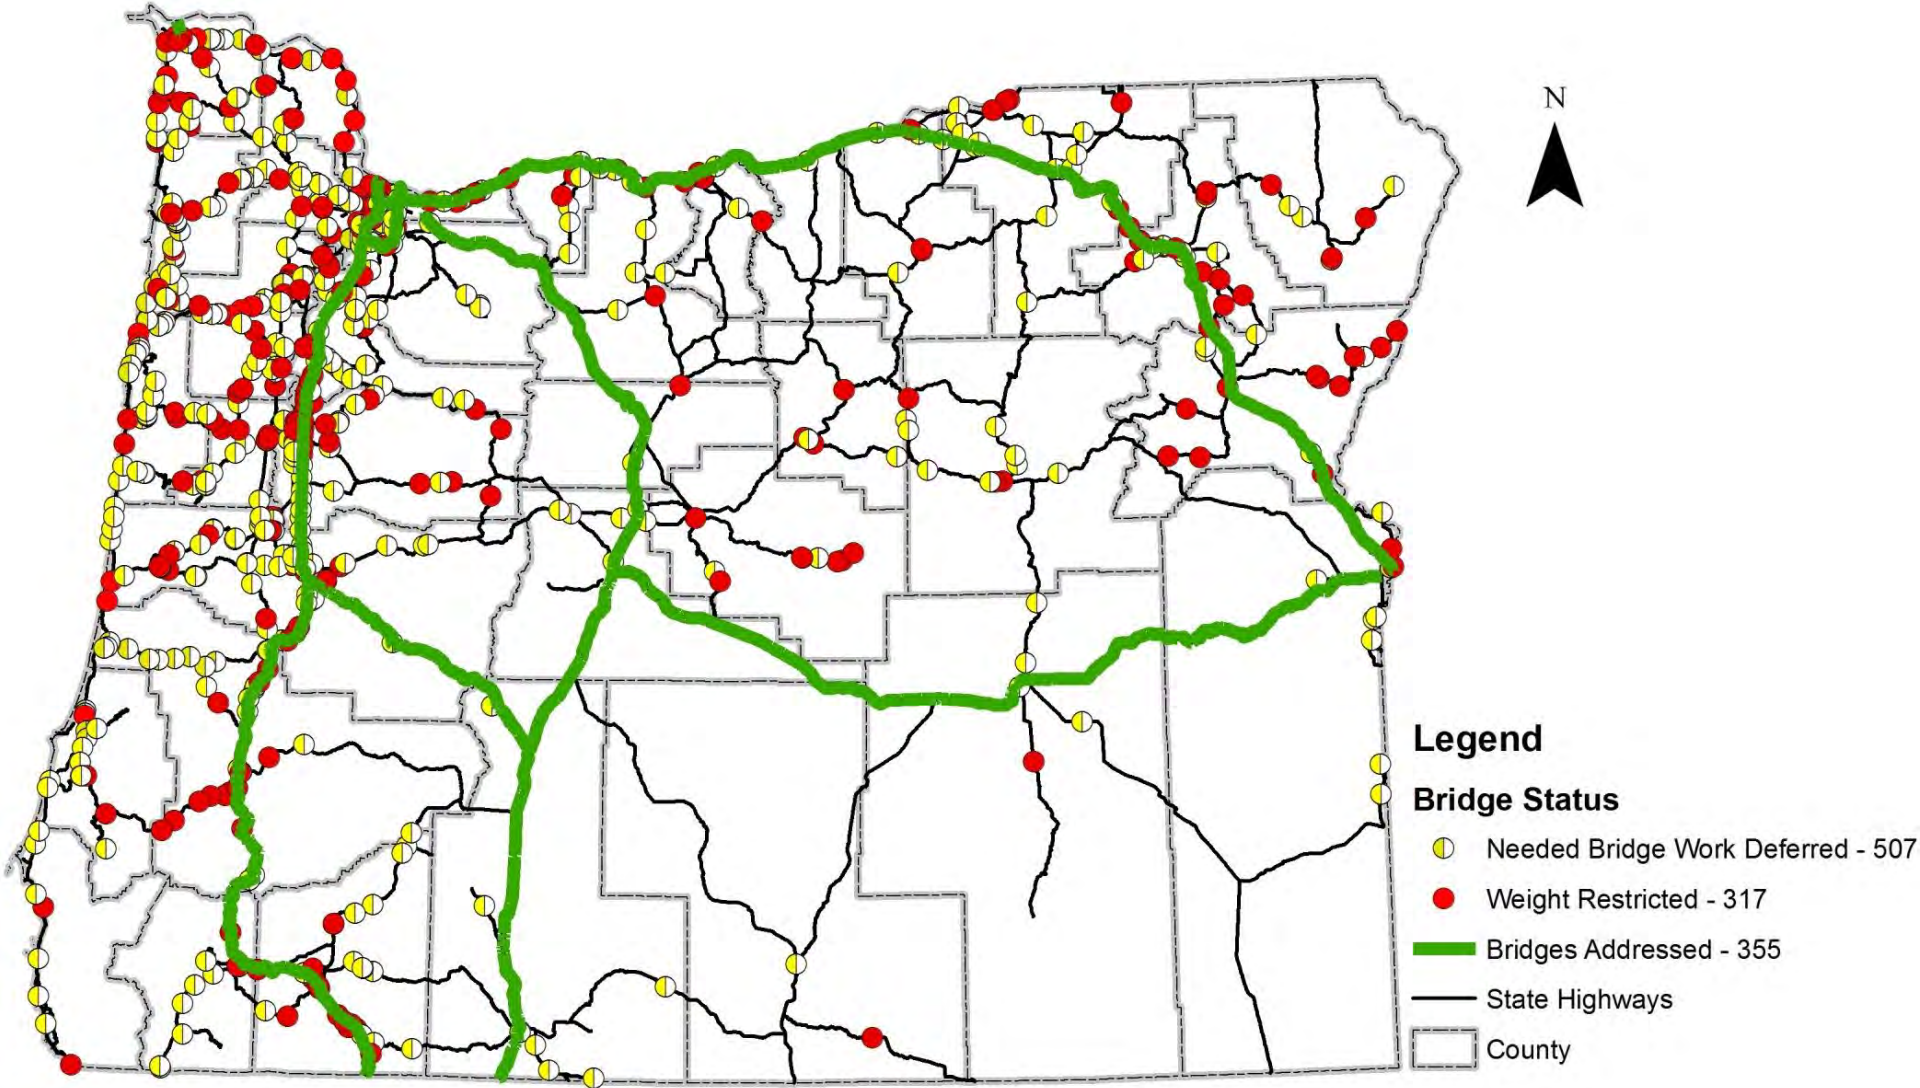 N
Legend
Bridge Status
Needed Bridge Work Deferred - 507
Weight Restricted - 317
Bridges Addressed - 355
State Highways
County